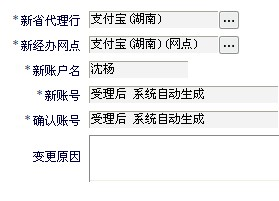 *新省代理行 支付宝(湖南) ...
*新经办网点 支付宝(湖南)(网点) ...
*新账户名 沈杨
*新账号 受理后 系统自动生成
*确认账号 受理后 系统自动生成
变更原因